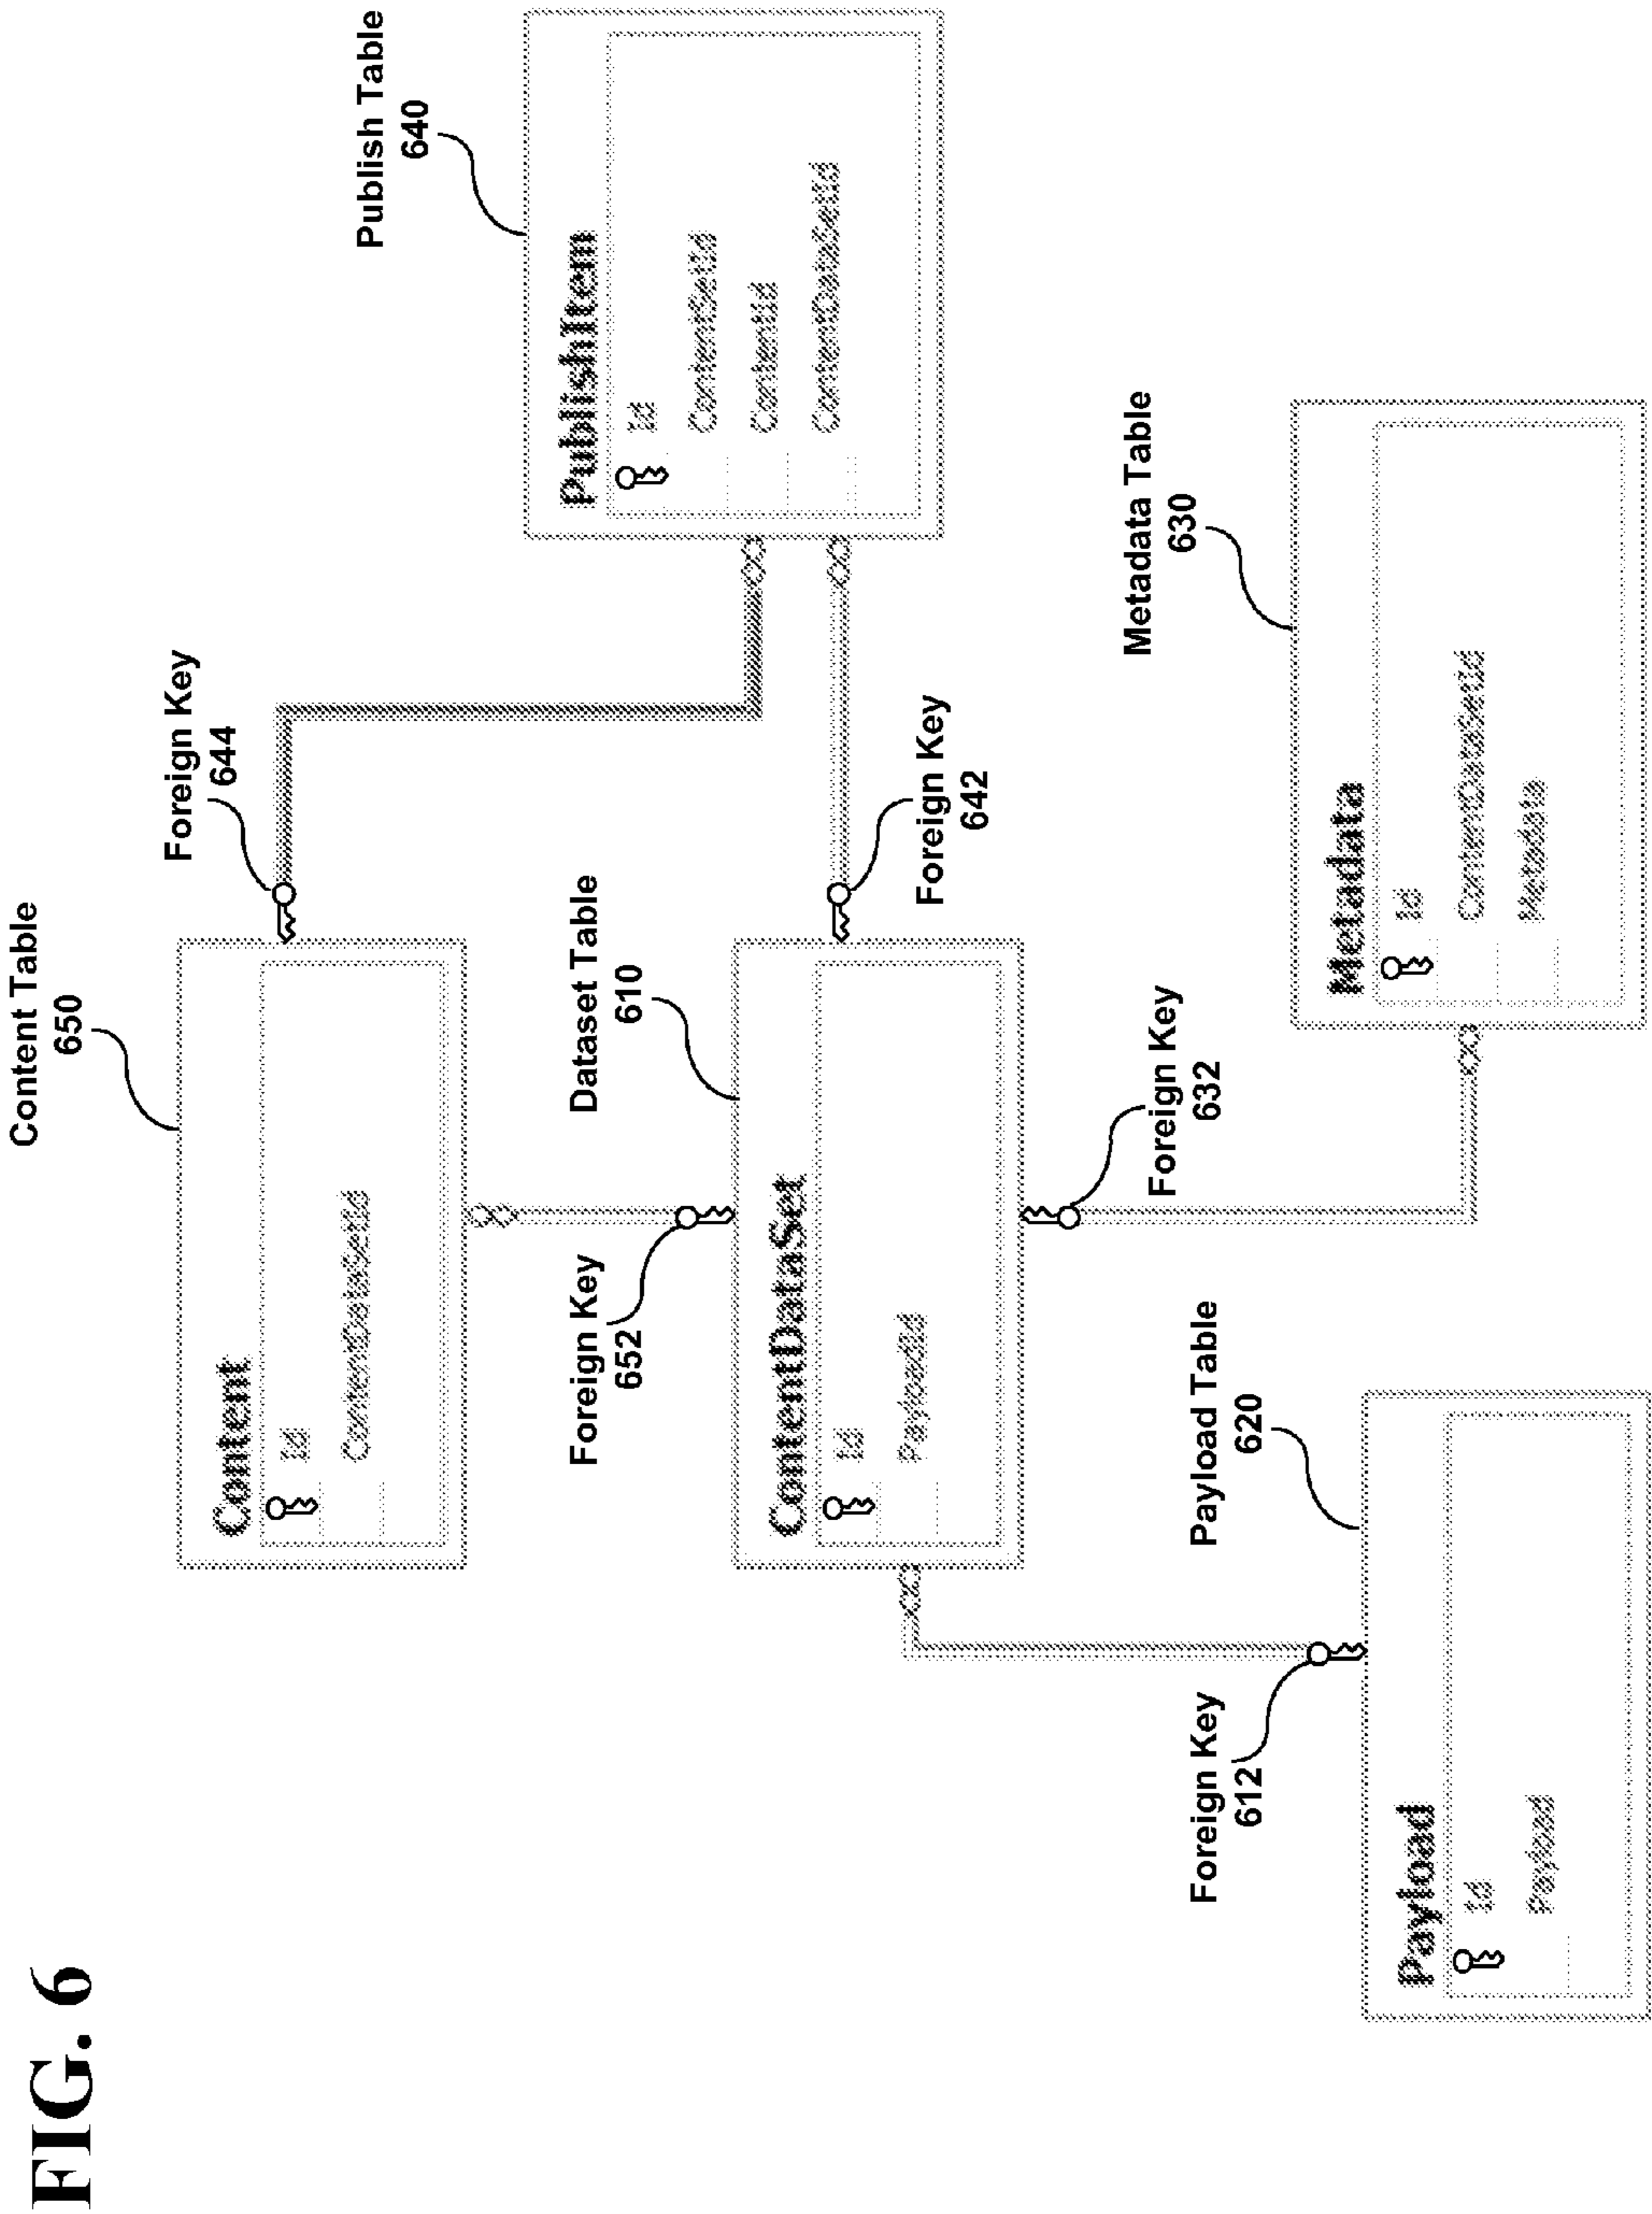 FIG. 6
Content Table
650
Content
Id
ContentDataSetId
Foreign Key
644
Publish Table
640
PublishItem
Id
ContentSetId
ContentId
ContentDataSetId
Foreign Key
652
Dataset Table
610
ContentDataSet
Id
PayloadId
Foreign Key
642
Foreign Key
612
Payload Table
620
Payload
Id
Payload
Foreign Key
632
Metadata Table
630
Metadata
Id
ContentDataSetId
Metadata